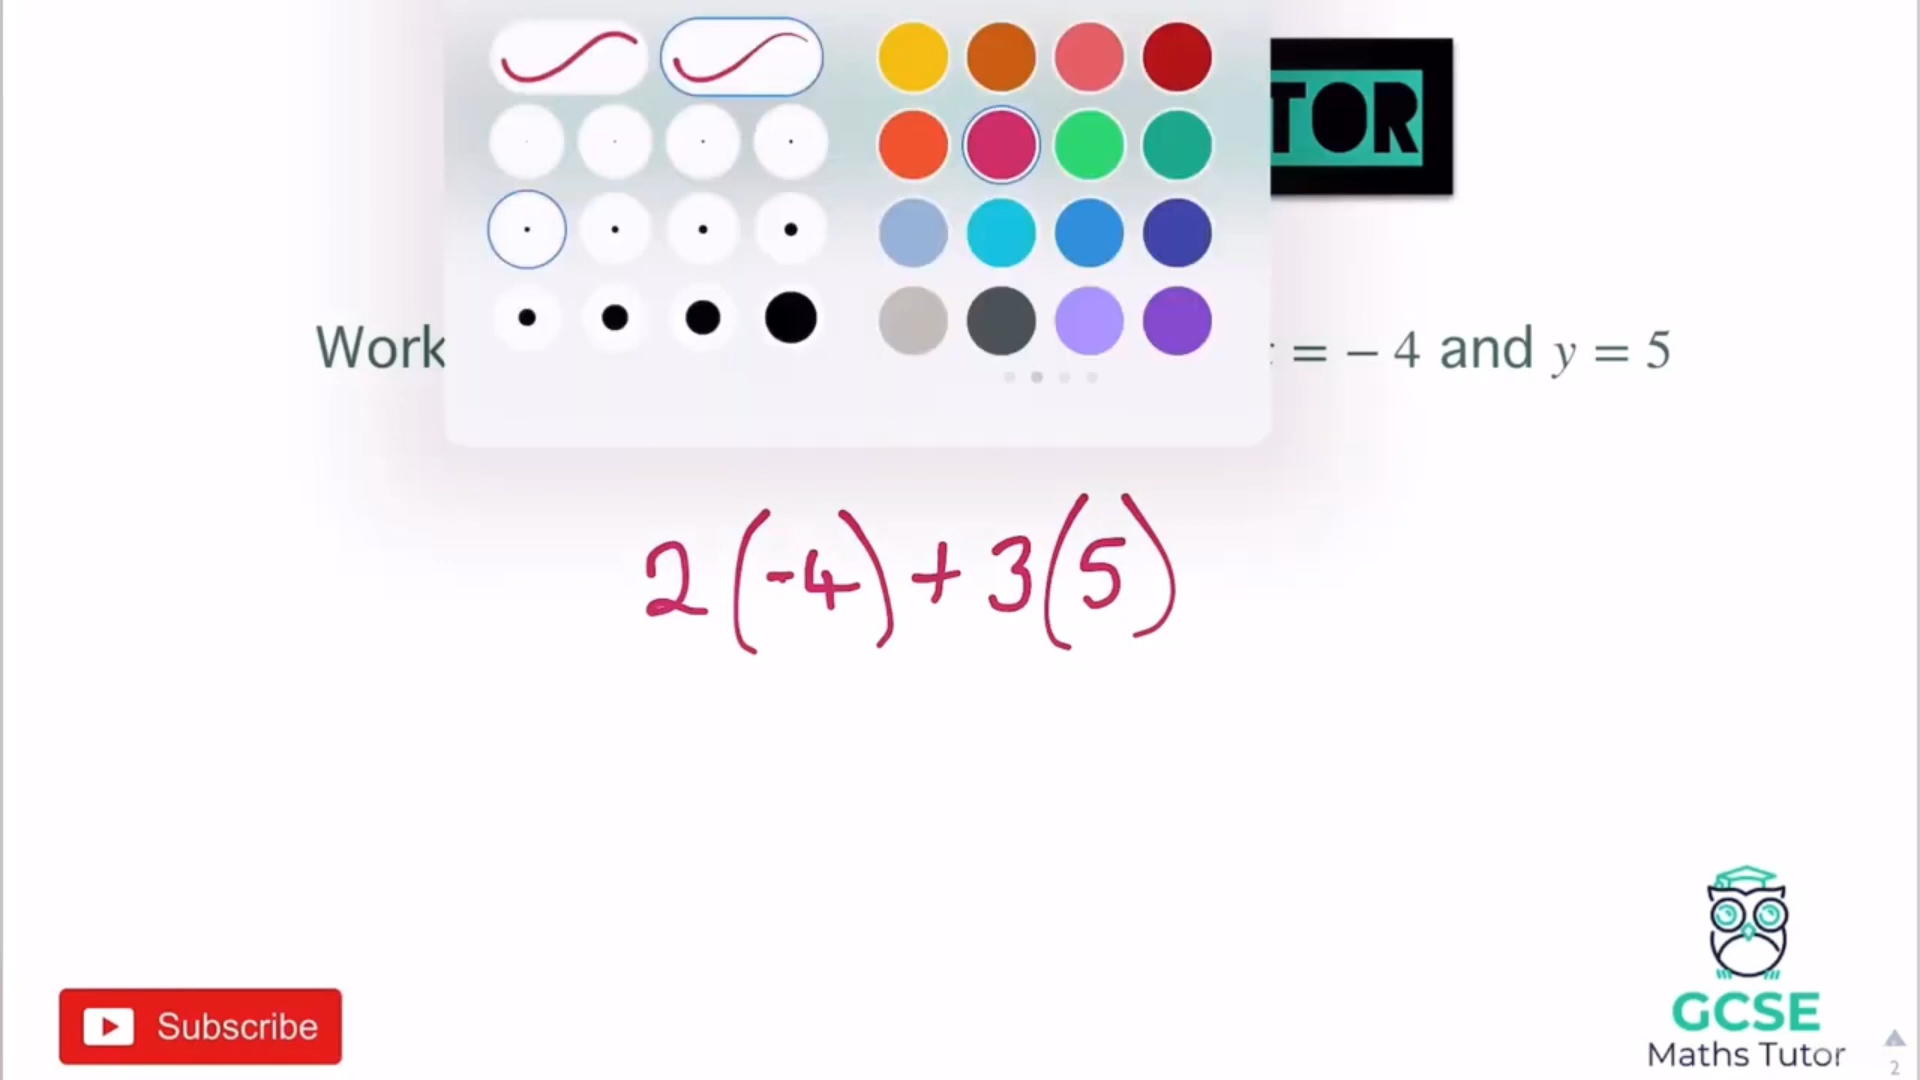 TOR
Work = − 4 and y = 5
2(-4)+3(5)
Subscribe
GCSE
Maths Tutor
2